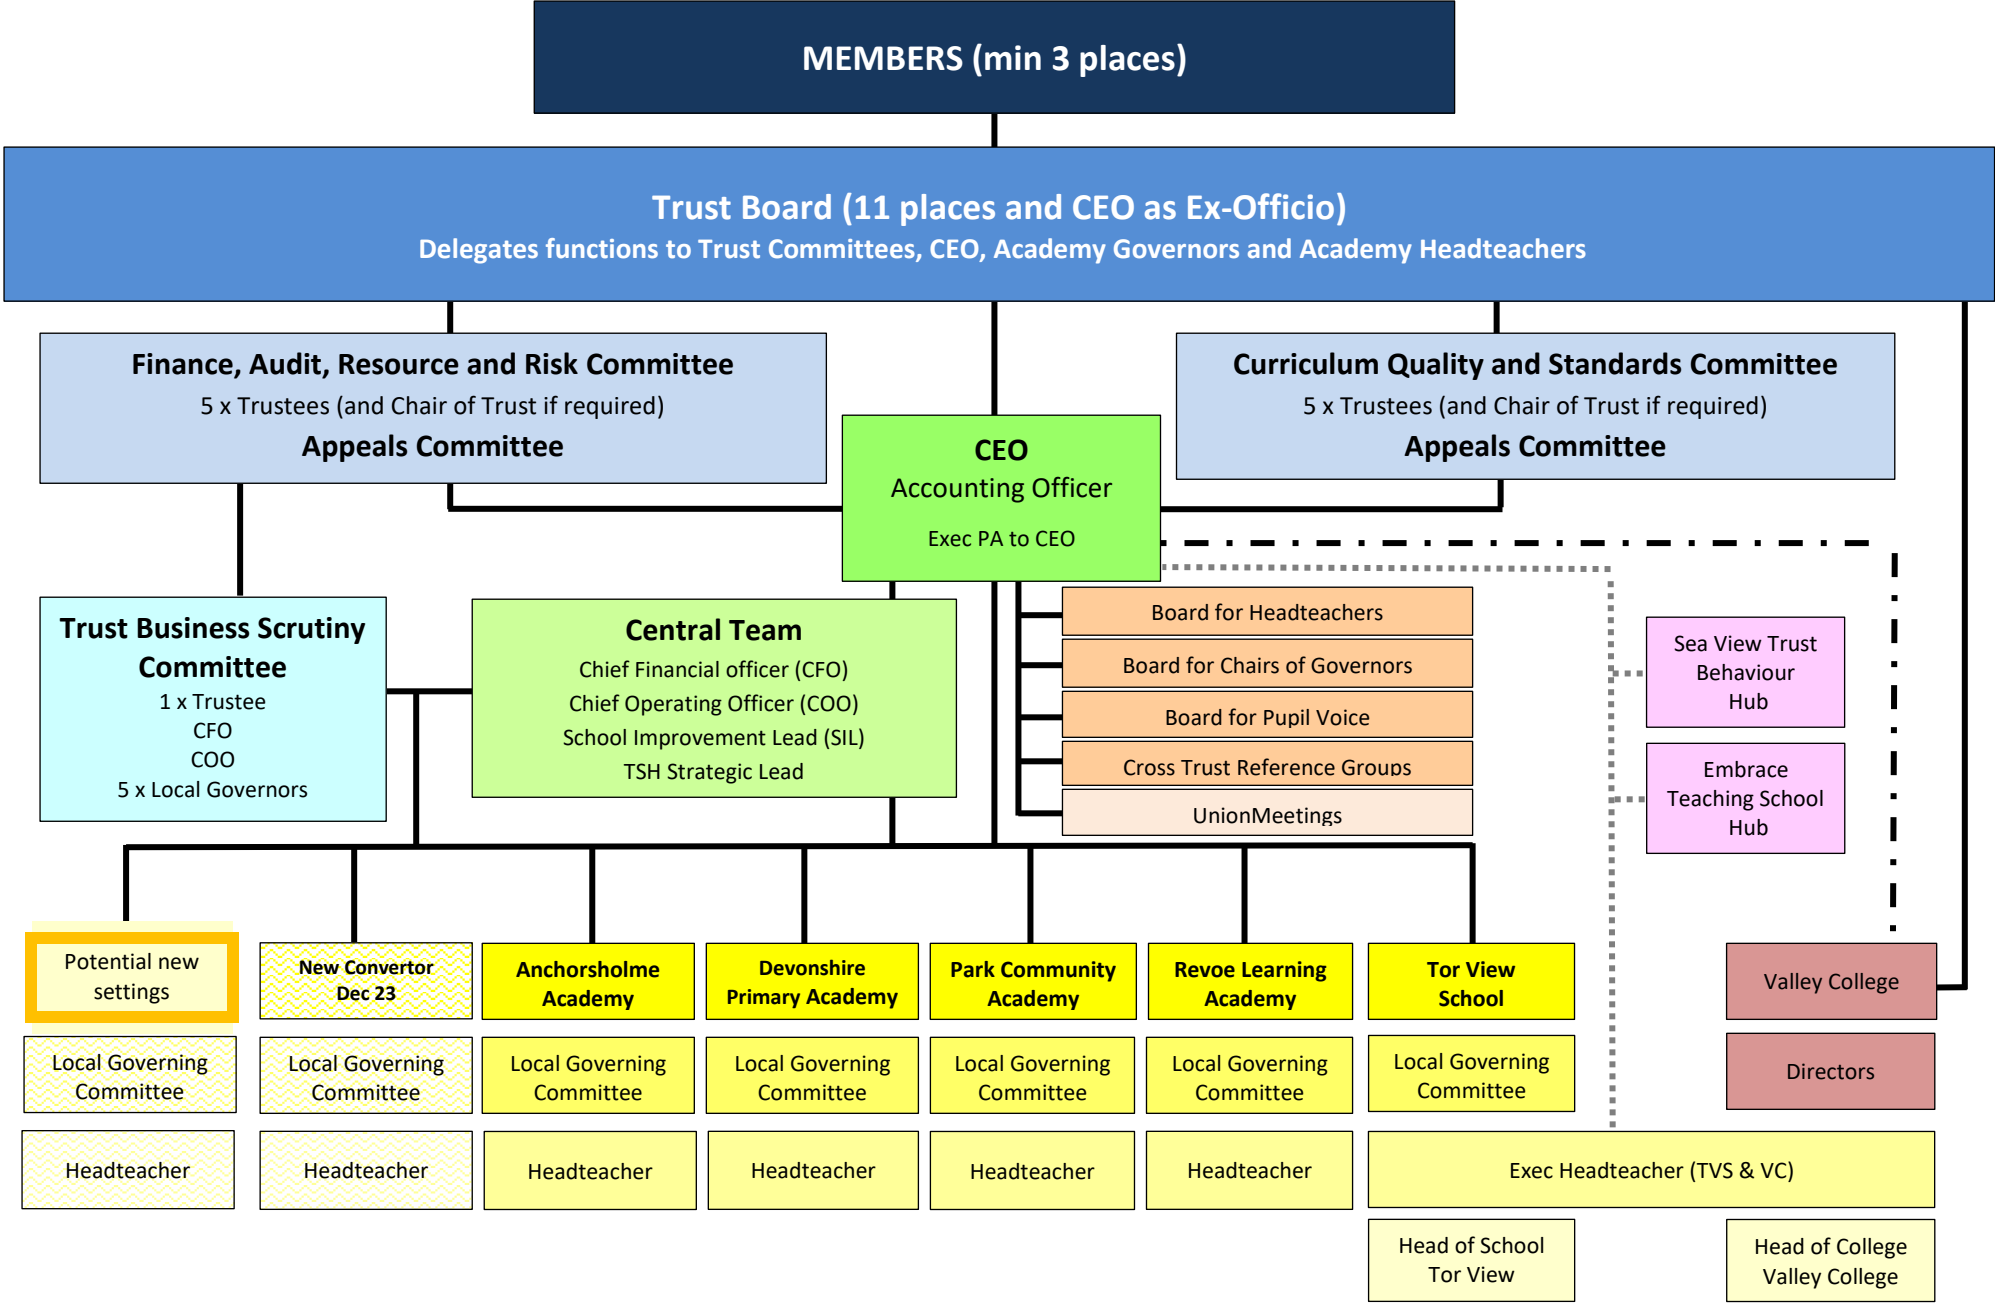 MEMBERS (min 3 places)
Trust Board (11 places and CEO as Ex-Officio)
Delegates functions to Trust Committees, CEO, Academy Governors and Academy Headteachers
Finance, Audit, Resource and Risk Committee
5 x Trustees (and Chair of Trust if required)
Appeals Committee
Curriculum Quality and Standards Committee
5 x Trustees (and Chair of Trust if required)
Appeals Committee
CEO
Accounting Officer
Exec PA to CEO
Trust Business Scrutiny
Committee
1 x Trustee
CFO
COO
5 x Local Governors
Central Team
Chief Financial officer (CFO)
Chief Operating Officer (COO)
School Improvement Lead (SIL)
TSH Strategic Lead
Board for Headteachers
Board for Chairs of Governors
Board for Pupil Voice
Cross Trust Reference Groups
UnionMeetings
Sea View Trust
Behaviour
Hub
Embrace
Teaching School
Hub
Potential new
settings
New Convertor
Dec 23
Anchorsholme
Academy
Devonshire
Primary Academy
Park Community
Academy
Revoe Learning
Academy
Tor View
School
Valley College
Local Governing
Committee
Local Governing
Committee
Local Governing
Committee
Local Governing
Committee
Local Governing
Committee
Local Governing
Committee
Local Governing
Committee
Directors
Headteacher
Headteacher
Headteacher
Headteacher
Headteacher
Headteacher
Exec Headteacher (TVS & VC)
Head of School
Tor View
Head of College
Valley College